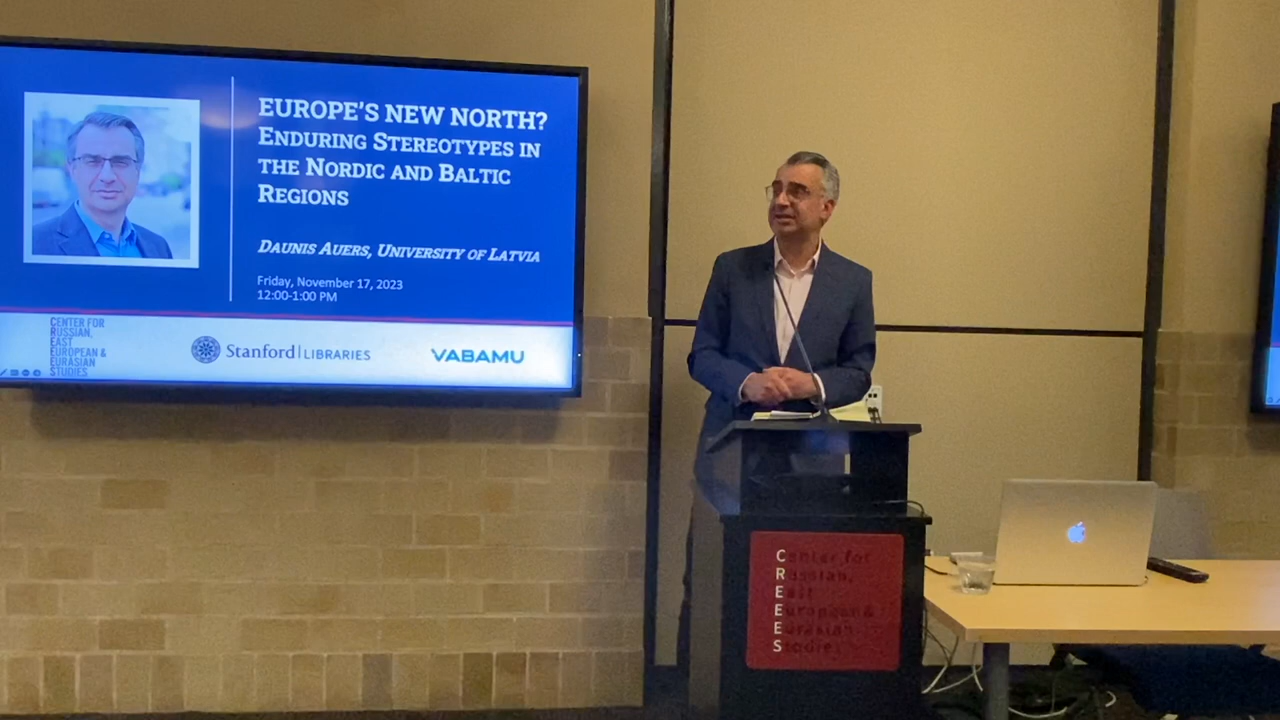 EUROPE'S NEW NORTH?
ENDURING STEREOTYPES IN
THE NORDIC AND BALTIC
REGIONS
DAUNIS AUERS, UNIVERSITY OF LATVIA
Friday, November 17, 2023
12:00-1:00 PM
CENTER FOR
RUSSIAN,
EAST
EUROPEAN &
EURASIAN
STUDIES
Stanford | LIBRARIES
VABAMU
Center for
Russian,
East
European &
Eurasian
Studies